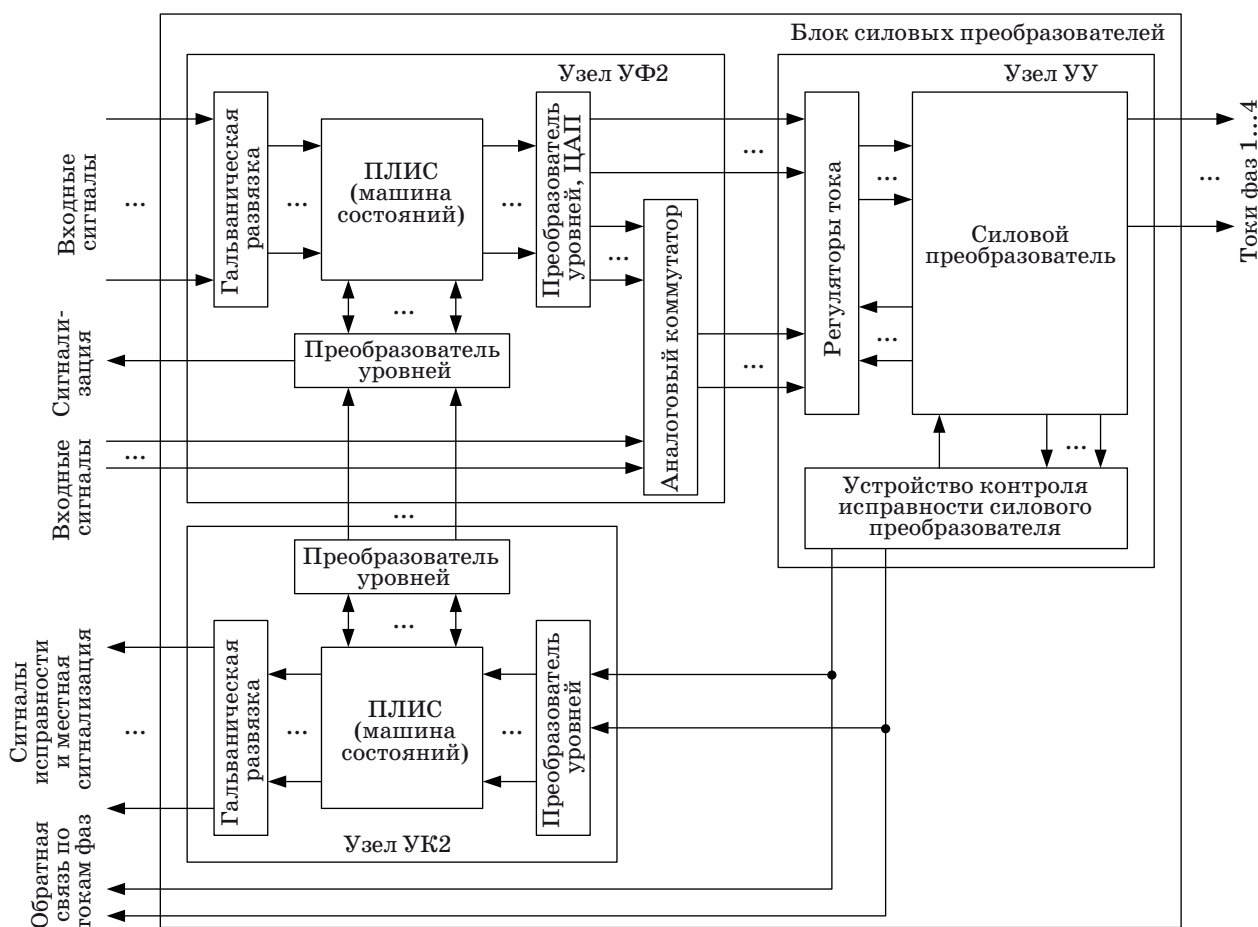 Блок силовых преобразователей
Узел УФ2
Узел УУ
Входные
сигналы
...
Гальваническая
развязка
...
ПЛИС
(машина
состояний)
...
Преобразователь
уровней, ЦАП
...
...
Аналоговый коммутатор
...
...
Регуляторы тока
...
...
Силовой
преобразователь
...
Токи фаз 1...4
...
Преобразователь
уровней
Сигнали-
зация
Входные
сигналы
...
...
Устройство контроля
исправности силового
преобразователя
...
Преобразователь
уровней
...
Сигналы
исправности
и местная
сигнализация
...
Гальваническая
развязка
...
ПЛИС
(машина
состояний)
...
Преобразователь
уровней
Узел УК2
Обратная
связь по
токам фаз